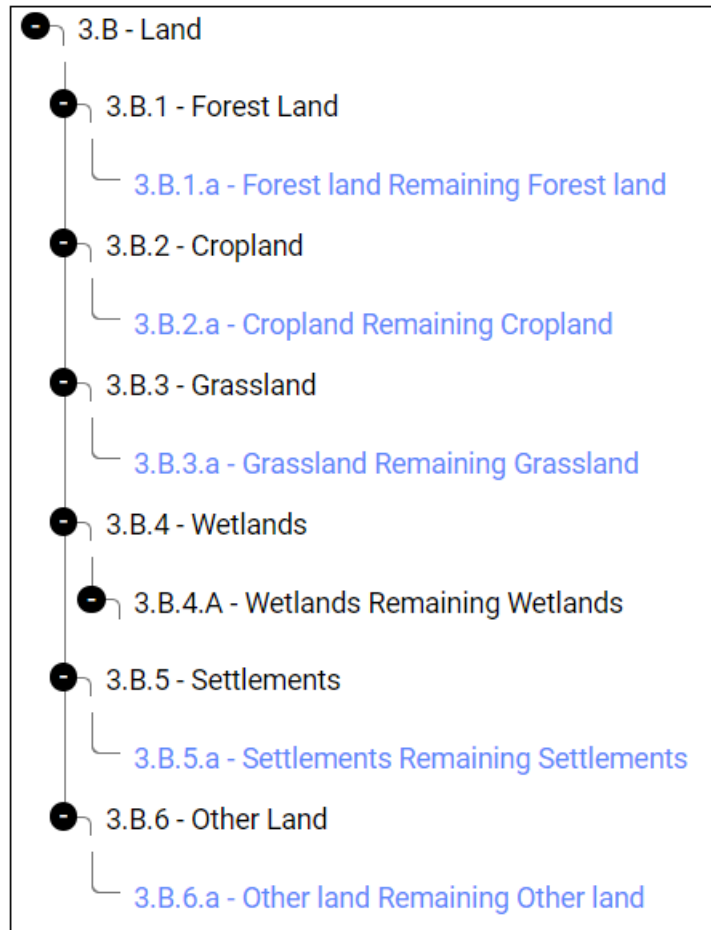 3.B - Land
3.B.1 - Forest Land
3.B.1.a - Forest land Remaining Forest land
3.B.2 - Cropland
3.B.2.a - Cropland Remaining Cropland
3.B.3 - Grassland
3.B.3.a - Grassland Remaining Grassland
3.B.4 - Wetlands
3.B.4.A - Wetlands Remaining Wetlands
3.B.5 - Settlements
3.B.5.a - Settlements Remaining Settlements
3.B.6 - Other Land
3.B.6.a - Other land Remaining Other land